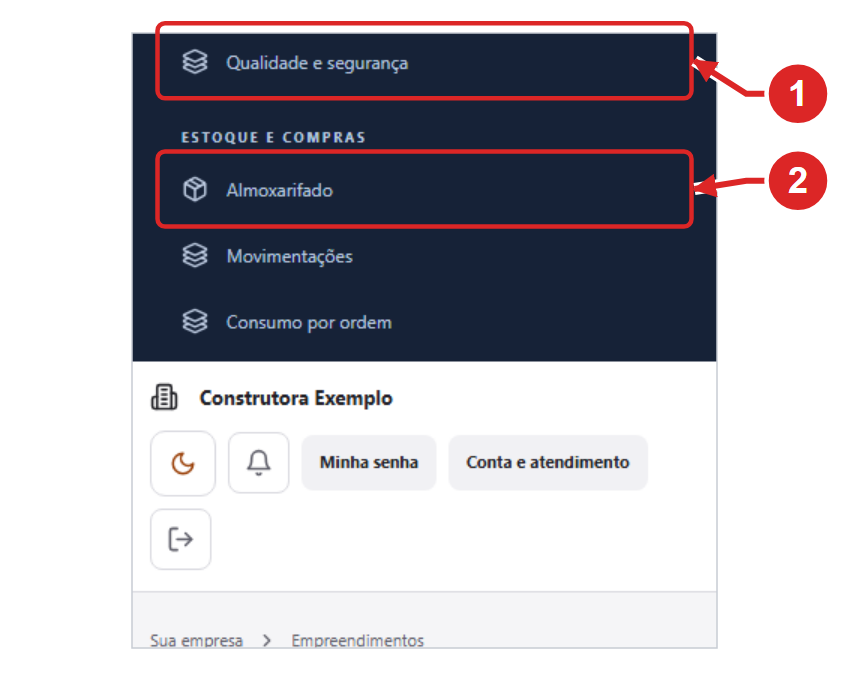 Qualidade e segurança
1
ESTOQUE E COMPRAS
Almoxarifado
2
Movimentações
Consumo por ordem
Construtora Exemplo
Minha senha Conta e atendimento
Sua empresa > Empreendimentos